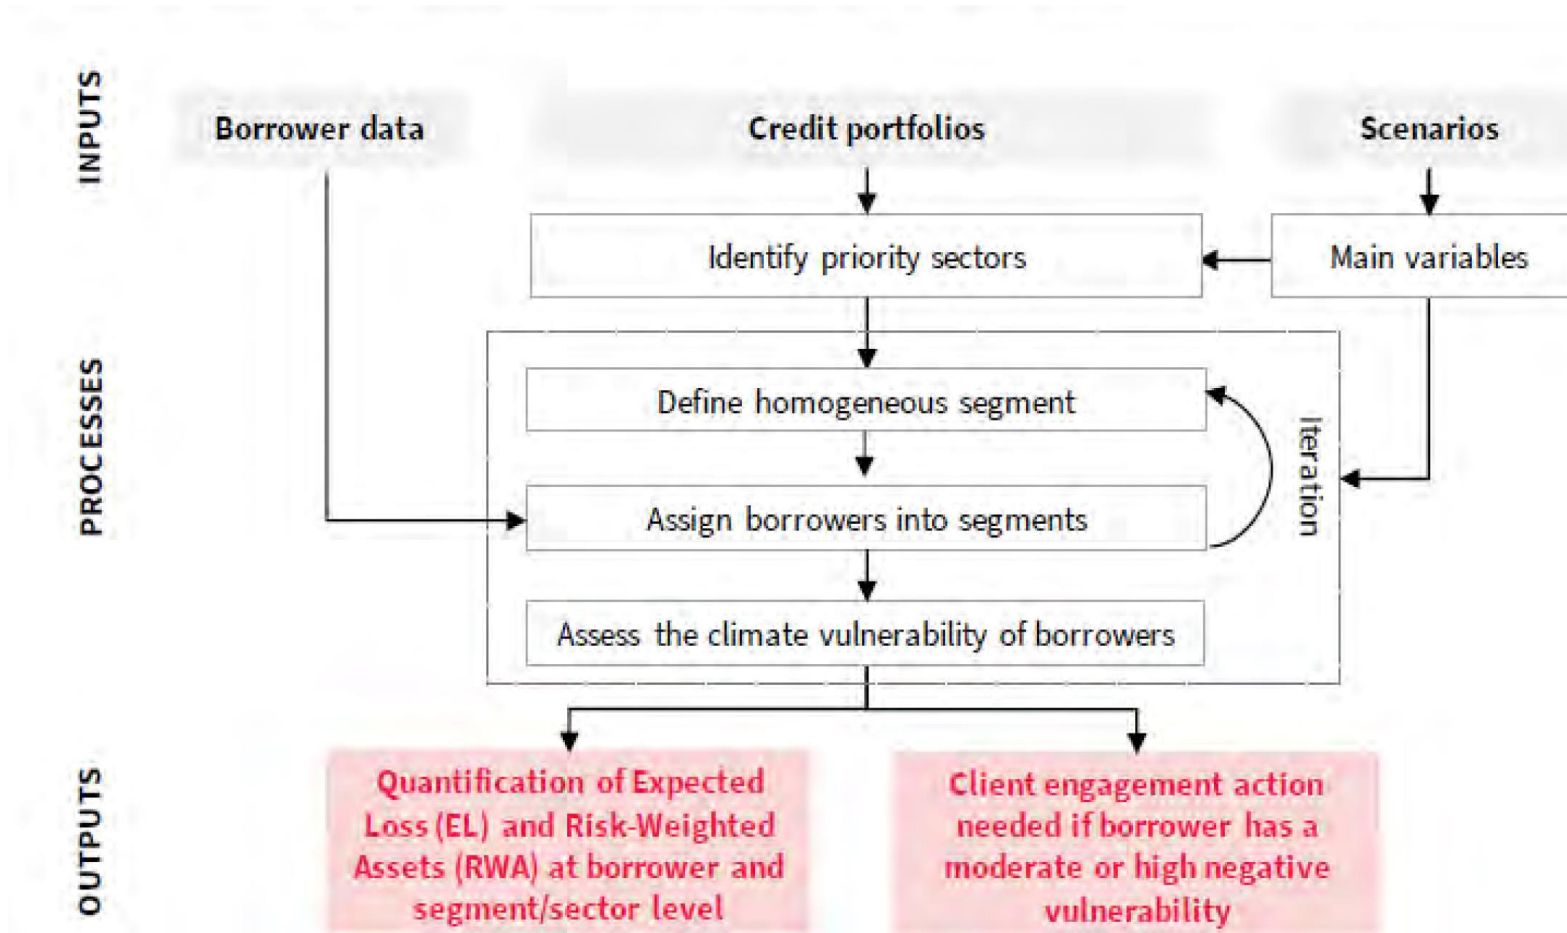 INPUTS
Borrower data
Credit portfolios
Scenarios
Identify priority sectors
Main variables
PROCESSES
Define homogeneous segment
Iteration
Assign borrowers into segments
Assess the climate vulnerability of borrowers
OUTPUTS
Quantification of Expected
Loss (EL) and Risk-Weighted
Assets (RWA) at borrower and
segment/sector level
Client engagement action
needed if borrower has a
moderate or high negative
vulnerability